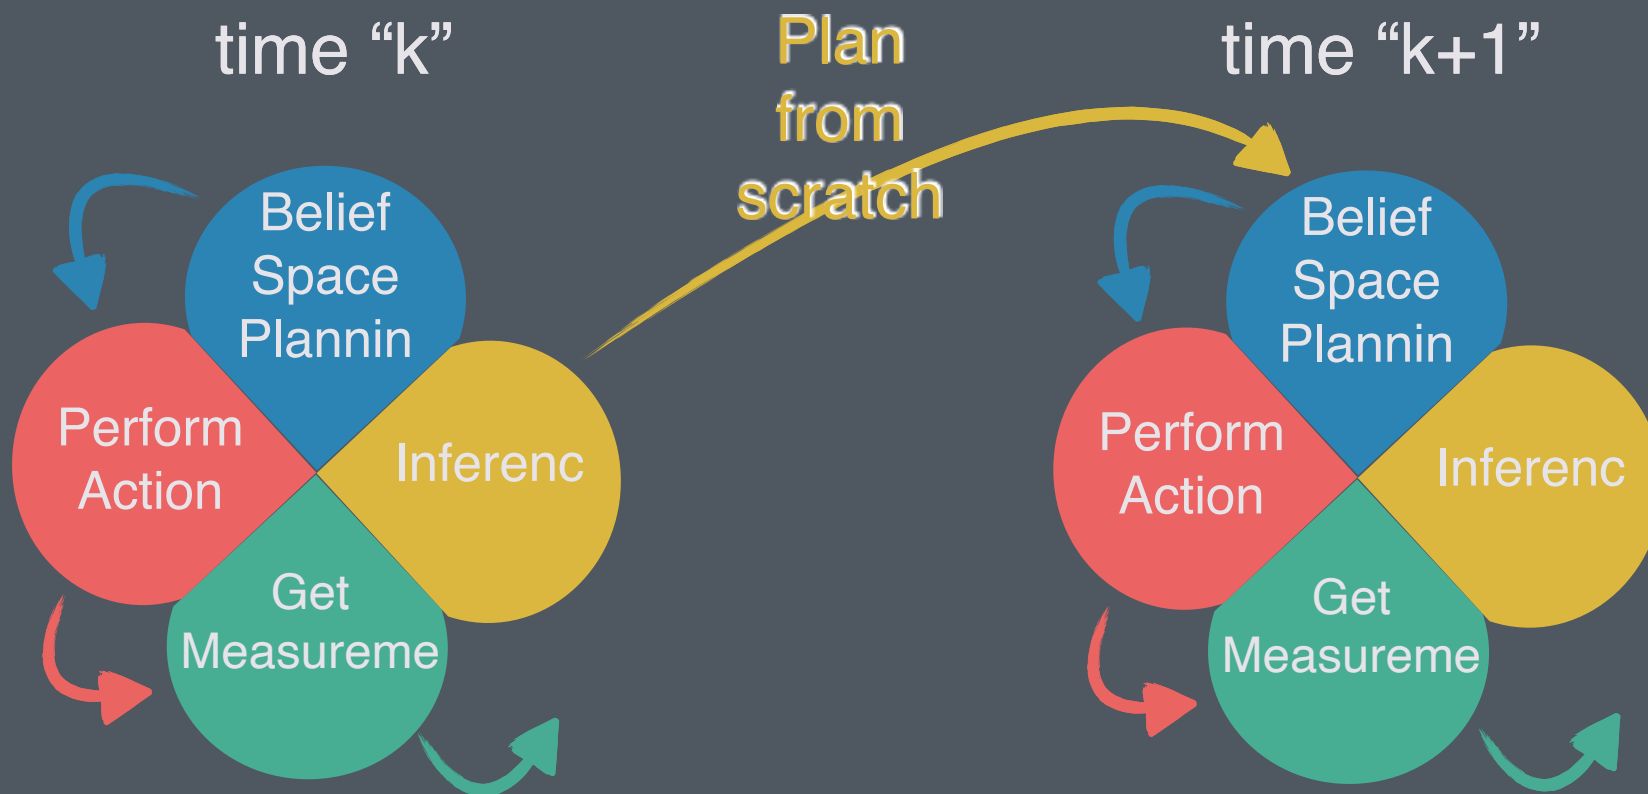 time “k”
Plan
from
scratch
time “k+1”
Belief
Space
Plannin
Perform
Action
Inferenc
Get
Measureme
Belief
Space
Plannin
Perform
Action
Inferenc
Get
Measureme